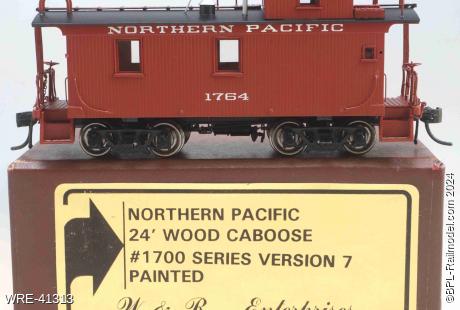 NORTHERN PACIFIC
1764
NORTHERN PACIFIC
24' WOOD CABOOSE
#1700 SERIES VERSION 7
PAINTED
W & R Enterprises
WRE-41313
©BPL-Railmodel.com 2024